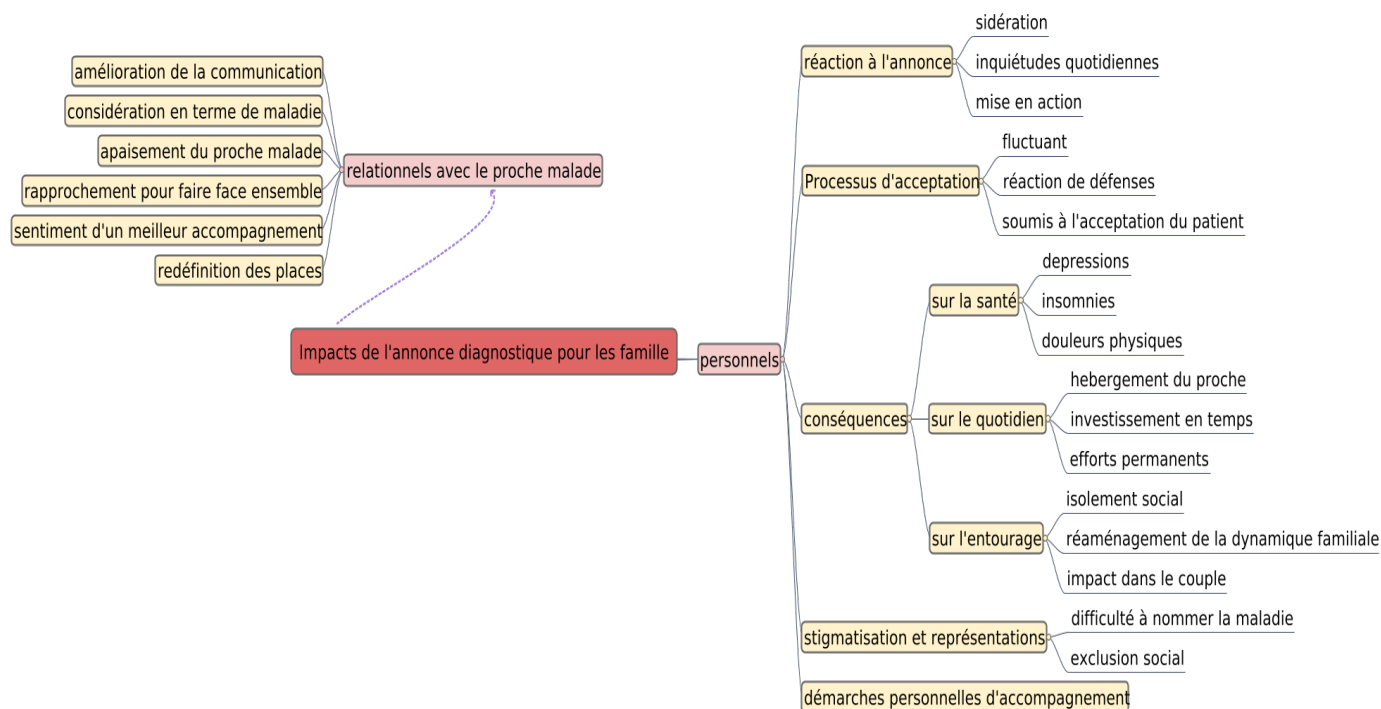 amélioration de la communication
considération en terme de maladie
apaisement du proche malade
rapprochement pour faire face ensemble
sentiment d'un meilleur accompagnement
redéfinition des places
relationnels avec le proche malade
Impacts de l'annonce diagnostique pour les famille
personnels
réaction à l'annonce
sidération
inquiétudes quotidiennes
mise en action
Processus d'acceptation
fluctuant
réaction de défenses
soumis à l'acceptation du patient
conséquences
sur la santé
depressions
insomnies
douleurs physiques
sur le quotidien
hebergement du proche
investissement en temps
efforts permanents
sur l'entourage
isolement social
réaménagement de la dynamique familiale
impact dans le couple
stigmatisation et représentations
difficulté à nommer la maladie
exclusion social
démarches personnelles d'accompagnement